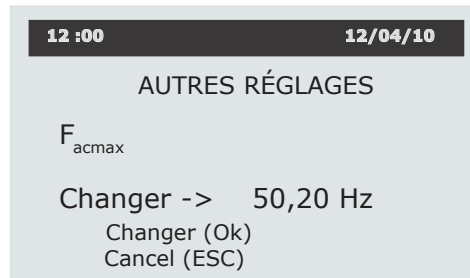 12 :00 12/04/10
AUTRES RÉGLAGES
Facmax
Changer -> 50,20 Hz
Changer (Ok)
Cancel (ESC)